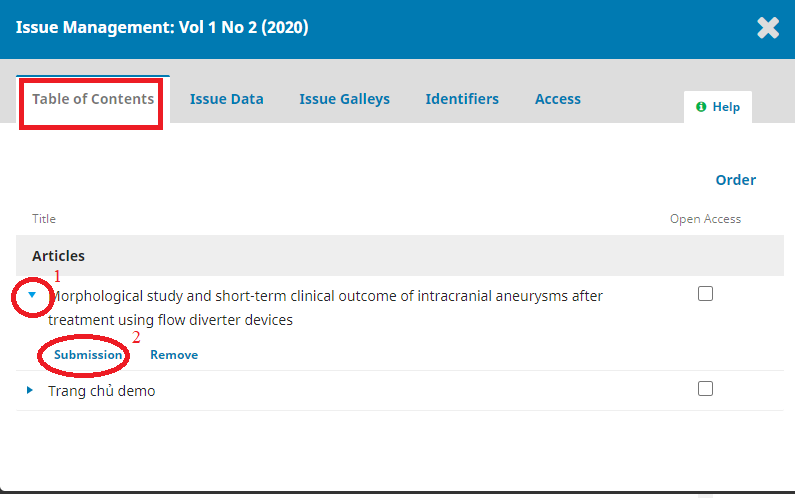 Issue Management: Vol 1 No 2 (2020)
Table of Contents Issue Data Issue Galleys Identifiers Access Help
Order
Title Open Access
Articles
1
Morphological study and short-term clinical outcome of intracranial aneurysms after
treatment using flow diverter devices
2
Submission Remove
Trang chủ demo